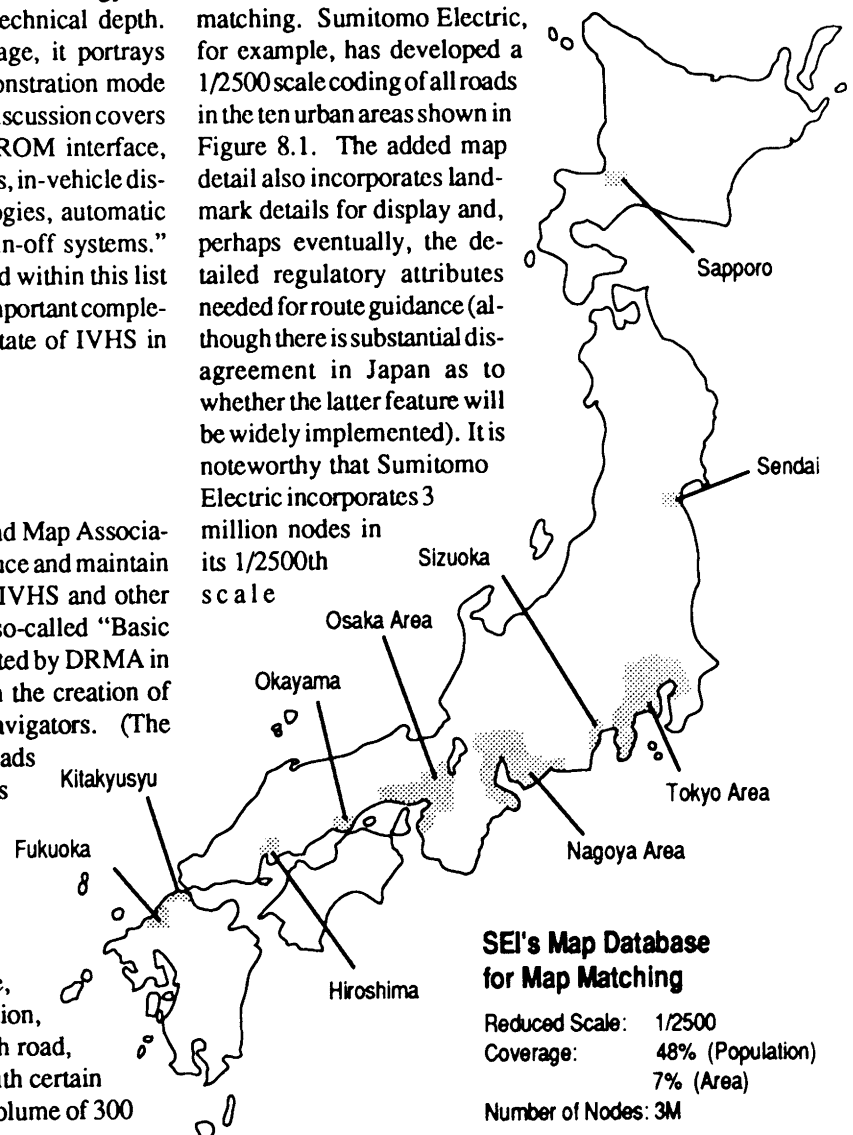 echnical depth.
age, it portrays
onstration mode
scussion covers
ROM interface,
s, in-vehicle dis-
ogies, automatic
n-off systems."
d within this list
nportant comple-
tate of IVHS in
nd Map Associa-
nce and maintain
IVHS and other
so-called "Basic
ted by DRMA in
n the creation of
avigators. (The
ads
s
e,
ion,
h road,
ith certain
olume of 300
matching. Sumitomo Electric,
for example, has developed a
1/2500 scale coding of all roads
in the ten urban areas shown in
Figure 8.1. The added map
detail also incorporates land-
mark details for display and,
perhaps eventually, the de-
tailed regulatory attributes
needed for route guidance (al-
though there is substantial dis-
agreement in Japan as to
whether the latter feature will
be widely implemented). It is
noteworthy that Sumitomo
Electric incorporates 3
million nodes in
its 1/2500th
scale
Sapporo
Sendai
Sizuoka
Osaka Area
Okayama
Kitakyusyu
Fukuoka
Tokyo Area
Nagoya Area
Hiroshima
SEI's Map Database
for Map Matching
Reduced Scale: 1/2500
Coverage: 48% (Population)
7% (Area)
Number of Nodes: 3M